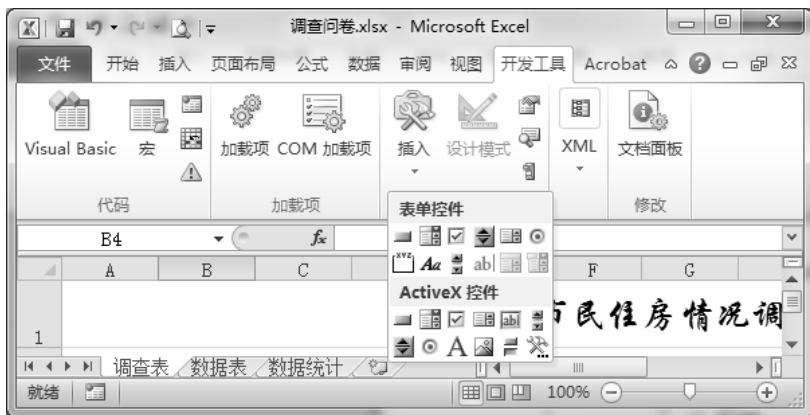 调查问卷.xlsx - Microsoft Excel
文件 开始 插入 页面布局 公式 数据 审阅 视图 开发工具 Acrobat
Visual Basic 宏 加载项 COM 加载项 插入 设计模式 XML 文档面板
代码 加载项 修改
表单控件
XYZ Aa ab
ActiveX 控件
ab A
B4 fx
A B C F G
1 市民住房情况调
调查表 数据表 数据统计
就绪 100%